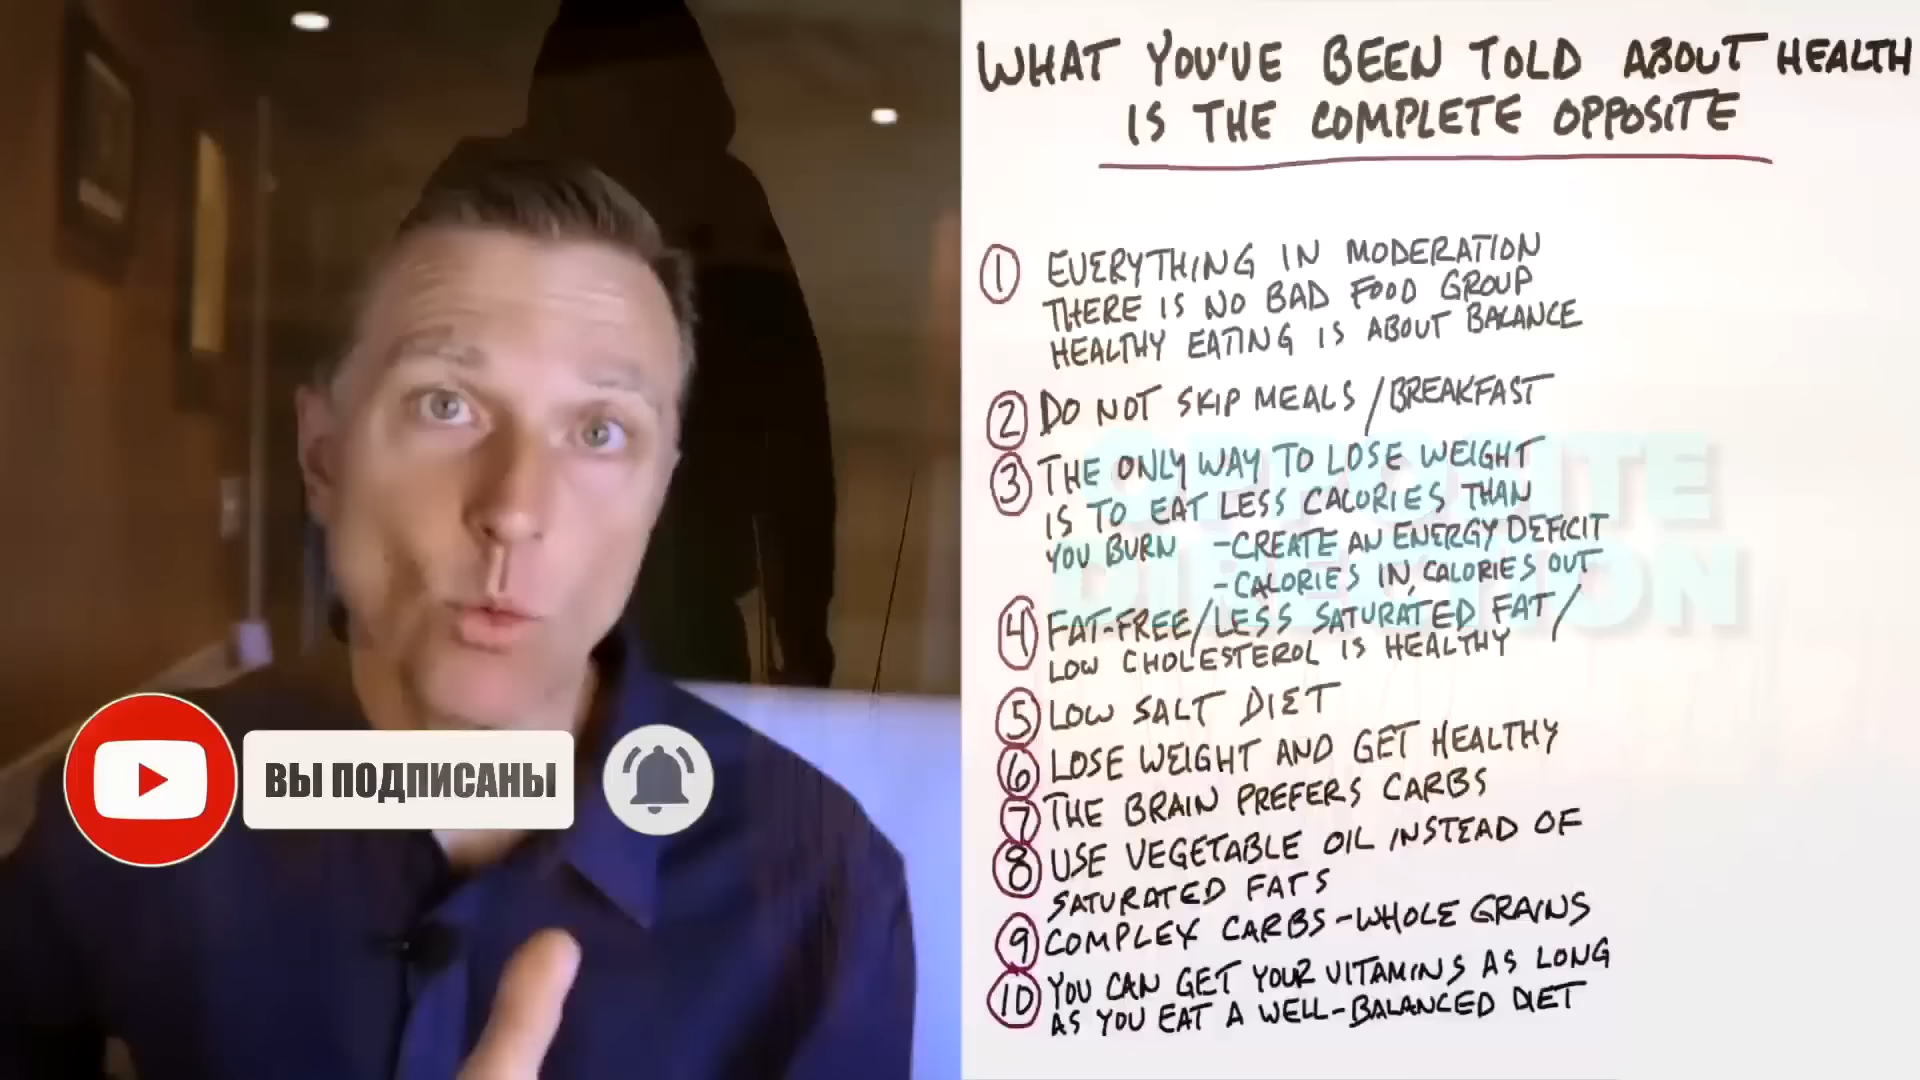 WHAT YOU'VE BEEN TOLD ABOUT HEALTH
IS THE COMPLETE OPPOSITE
1 EVERYTHING IN MODERATION
THERE IS NO BAD FOOD GROUP
HEALTHY EATING IS ABOUT BALANCE
2 DO NOT SKIP MEALS / BREAKFAST
3 THE ONLY WAY TO LOSE WEIGHT
IS TO EAT LESS CALORIES THAN
YOU BURN - CREATE AN ENERGY DEFICIT
- CALORIES IN, CALORIES OUT
4 FAT-FREE/LESS SATURATED FAT/
LOW CHOLESTEROL IS HEALTHY
5 LOW SALT DIET
6 LOSE WEIGHT AND GET HEALTHY
7 THE BRAIN PREFERS CARBS
8 USE VEGETABLE OIL INSTEAD OF
SATURATED FATS
9 COMPLEX CARBS - WHOLE GRAINS
10 YOU CAN GET YOUR VITAMINS AS LONG
AS YOU EAT A WELL-BALANCED DIET
OPPOSITE
DIRECTION
ВЫ ПОДПИСАНЫ